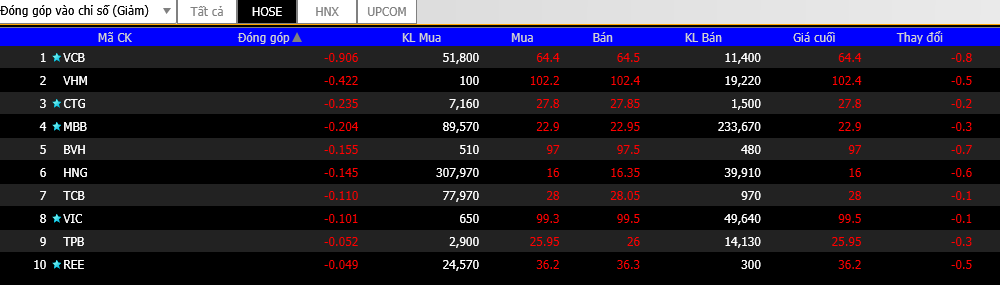 Đóng góp vào chỉ số (Giảm) Tất cả HOSE HNX UPCOM
Mã CK Đóng góp KL Mua Mua Bán KL Bán Giá cuối Thay đổi
1 VCB -0.906 51,800 64.4 64.5 11,400 64.4 -0.8
2 VHM -0.422 100 102.2 102.4 19,220 102.4 -0.5
3 CTG -0.235 7,160 27.8 27.85 1,500 27.8 -0.2
4 MBB -0.204 89,570 22.9 22.95 233,670 22.9 -0.3
5 BVH -0.155 510 97 97.5 480 97 -0.7
6 HNG -0.145 307,970 16 16.35 39,910 16 -0.6
7 TCB -0.110 77,970 28 28.05 970 28 -0.1
8 VIC -0.101 650 99.3 99.5 49,640 99.5 -0.1
9 TPB -0.052 2,900 25.95 26 14,130 25.95 -0.3
10 REE -0.049 24,570 36.2 36.3 300 36.2 -0.5